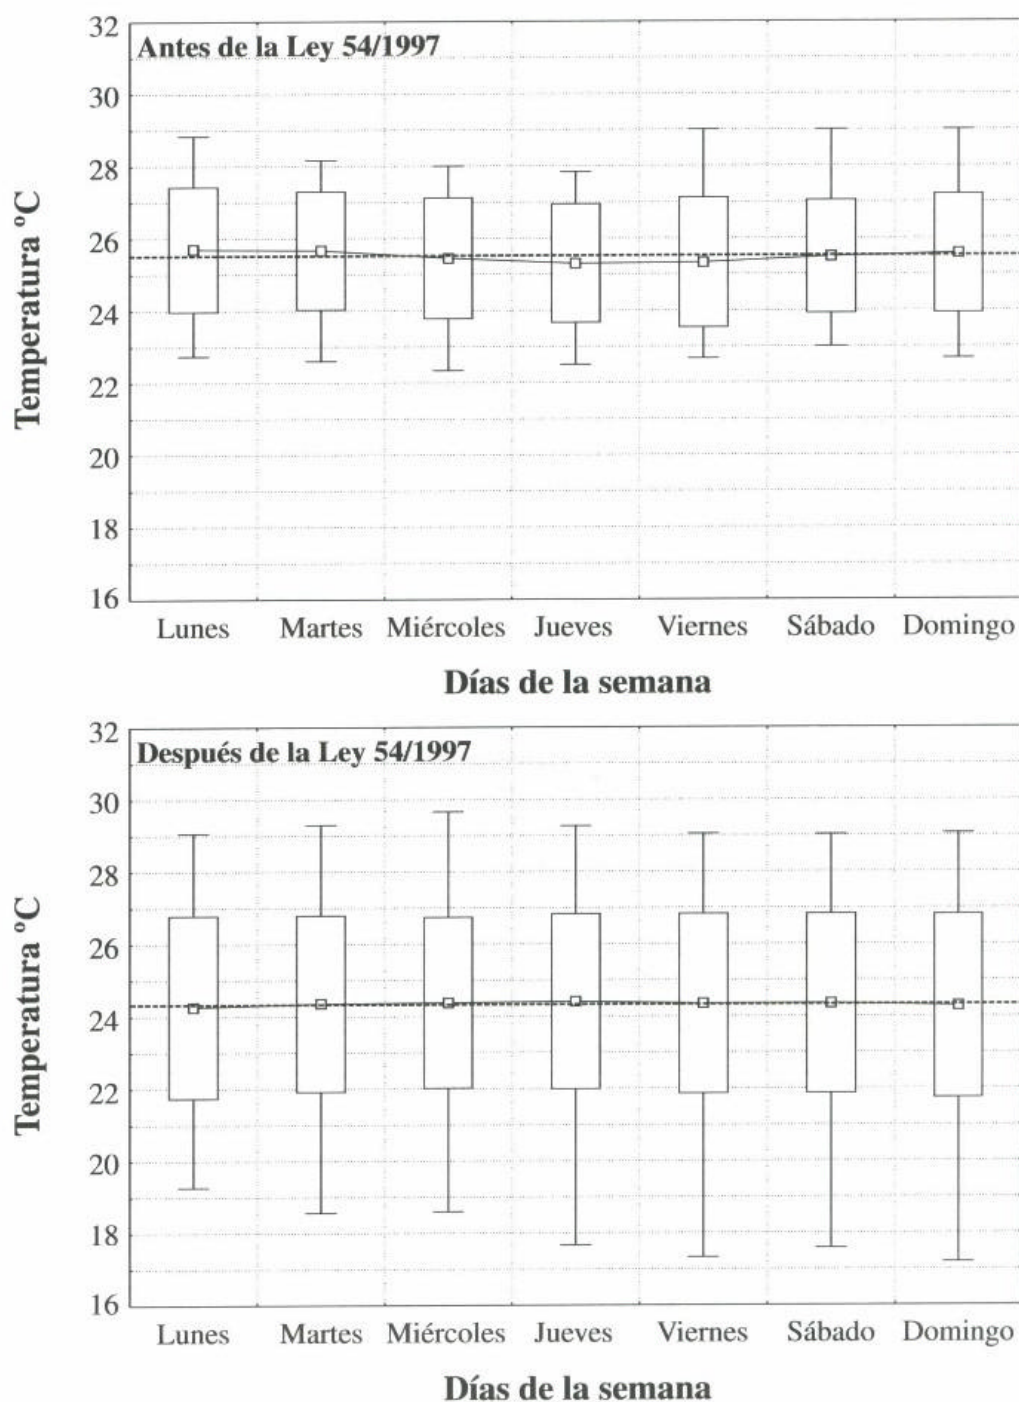 Antes de la Ley 54/1997
32
30
28
26
24
22
20
18
16
Temperatura ºC
Lunes Martes Miércoles Jueves Viernes Sábado Domingo
Días de la semana
Después de la Ley 54/1997
32
30
28
26
24
22
20
18
16
Temperatura ºC
Lunes Martes Miércoles Jueves Viernes Sábado Domingo
Días de la semana